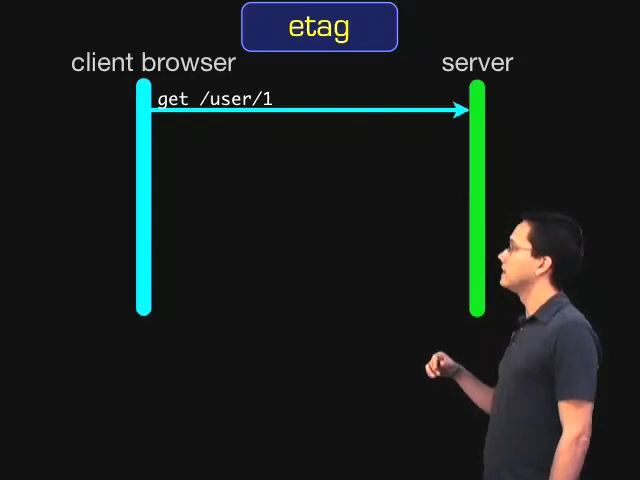 etag
client browser
server
get /user/1